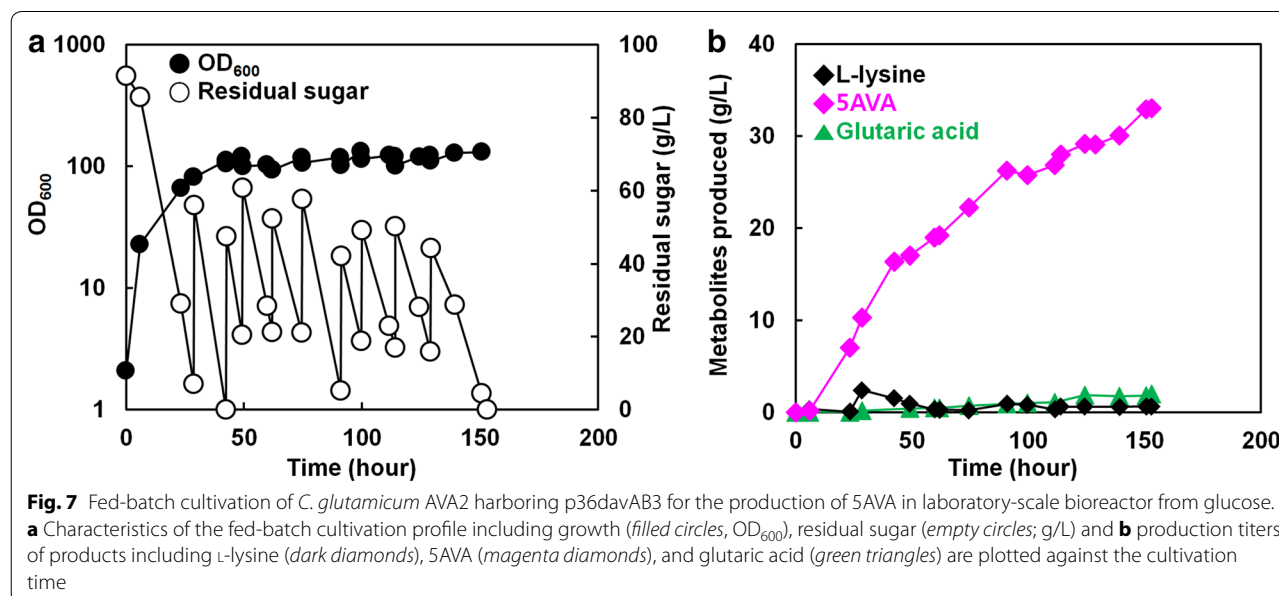 a
1000
100
10
1
OD600
OD600
Residual sugar
100
80
60
40
20
0
Residual sugar (g/L)
0 50 100 150 200
Time (hour)
b
40
30
20
10
0
Metabolites produced (g/L)
L-lysine
5AVA
Glutaric acid
0 50 100 150 200
Time (hour)
Fig. 7 Fed-batch cultivation of C. glutamicum AVA2 harboring p36davAB3 for the production of 5AVA in laboratory-scale bioreactor from glucose.
a Characteristics of the fed-batch cultivation profile including growth (filled circles, OD600), residual sugar (empty circles; g/L) and b production titers
of products including L-lysine (dark diamonds), 5AVA (magenta diamonds), and glutaric acid (green triangles) are plotted against the cultivation
time